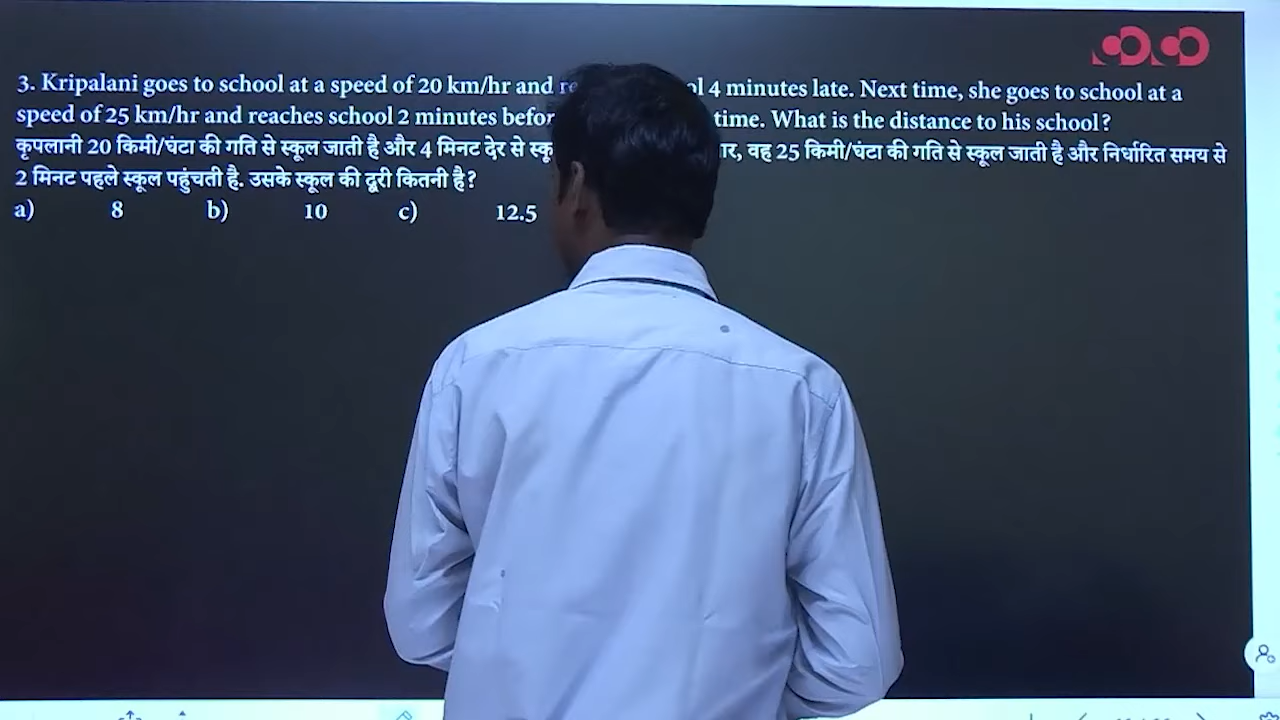 3. Kripalani goes to school at a speed of 20 km/hr and 4 minutes late. Next time, she goes to school at a
speed of 25 km/hr and reaches school 2 minutes time. What is the distance to his school?
कृपलानी 20 किमी/घंटा की गति से स्कूल जाती है और 4 मिनट देर से वह 25 किमी/घंटा की गति से स्कूल जाती है और निर्धारित समय से
2 मिनट पहले स्कूल पहुंचती है. उसके स्कूल की दूरी कितनी है?
a) 8 b) 10 c) 12.5